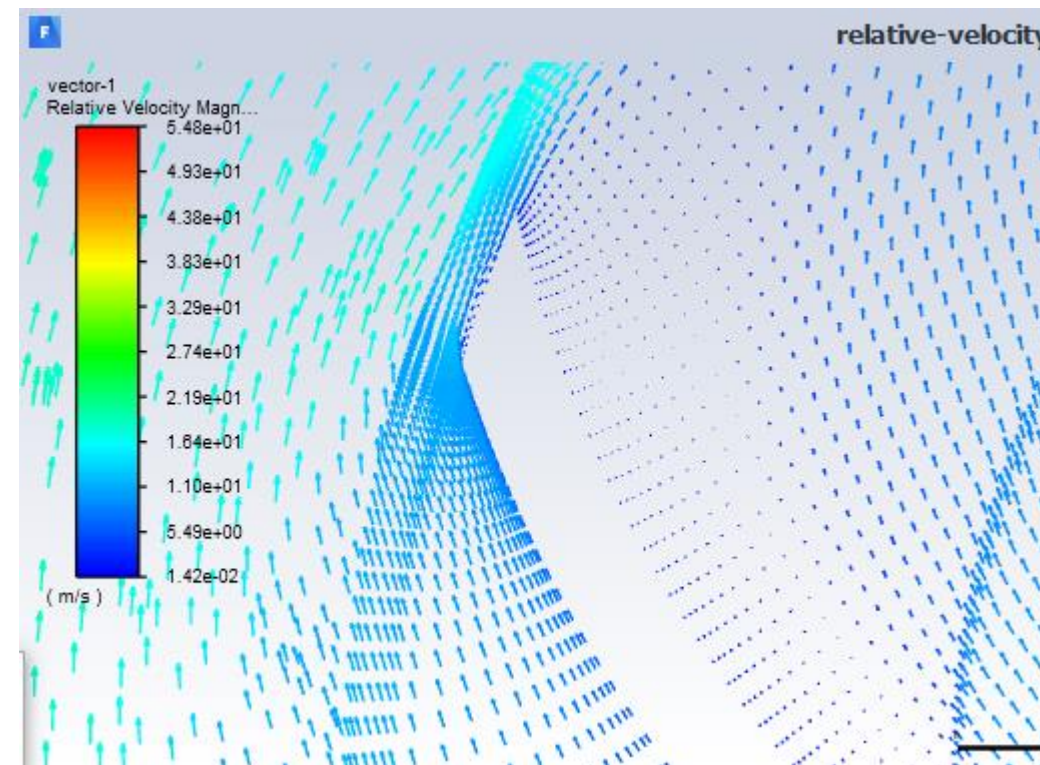 F
relative-velocity
vector-1
Relative Velocity Magn...
5.48e+01
4.93e+01
4.38e+01
3.83e+01
3.29e+01
2.74e+01
2.19e+01
1.64e+01
1.10e+01
5.49e+00
1.42e-02
( m/s )